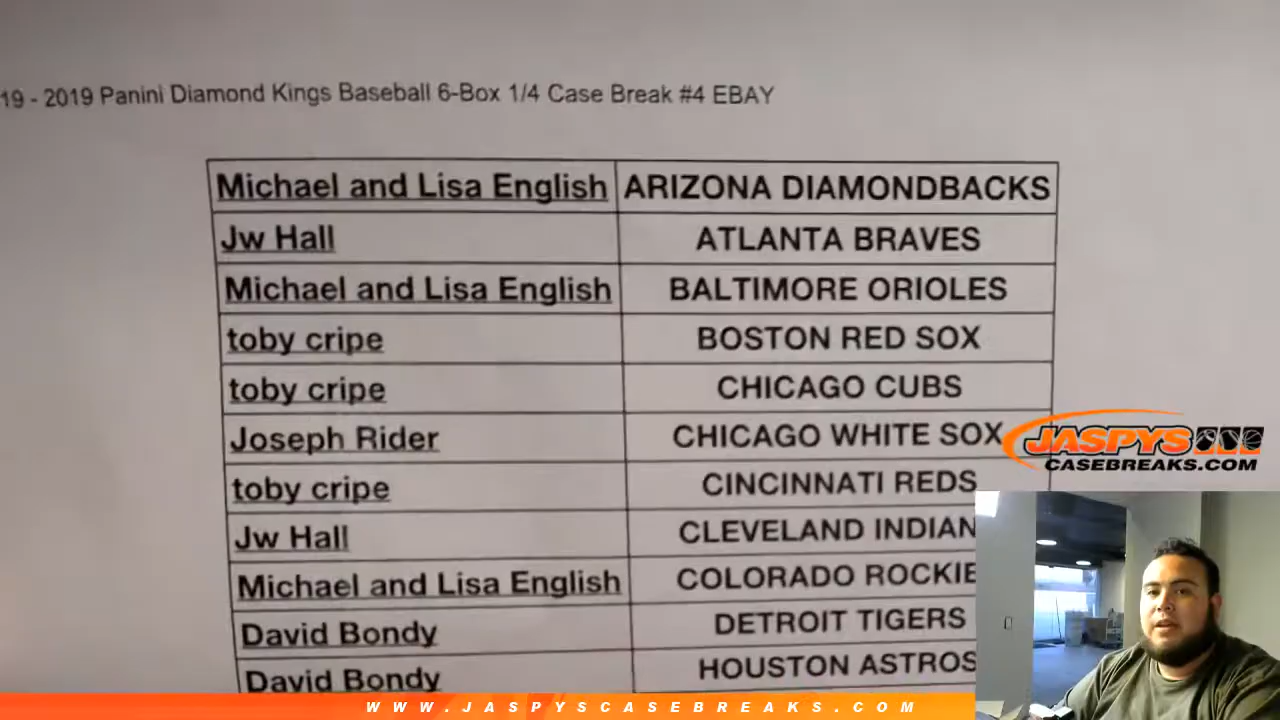 19 - 2019 Panini Diamond Kings Baseball 6-Box 1/4 Case Break #4 EBAY
Michael and Lisa English ARIZONA DIAMONDBACKS
Jw Hall ATLANTA BRAVES
Michael and Lisa English BALTIMORE ORIOLES
toby cripe BOSTON RED SOX
toby cripe CHICAGO CUBS
Joseph Rider CHICAGO WHITE SOX
JASPYS
CASEBREAKS.COM
toby cripe CINCINNATI REDS
Jw Hall CLEVELAND INDIAN
Michael and Lisa English COLORADO ROCKIE
David Bondy DETROIT TIGERS
David Bondy HOUSTON ASTROS
WWW.JASPYSCASEBREAKS.COM